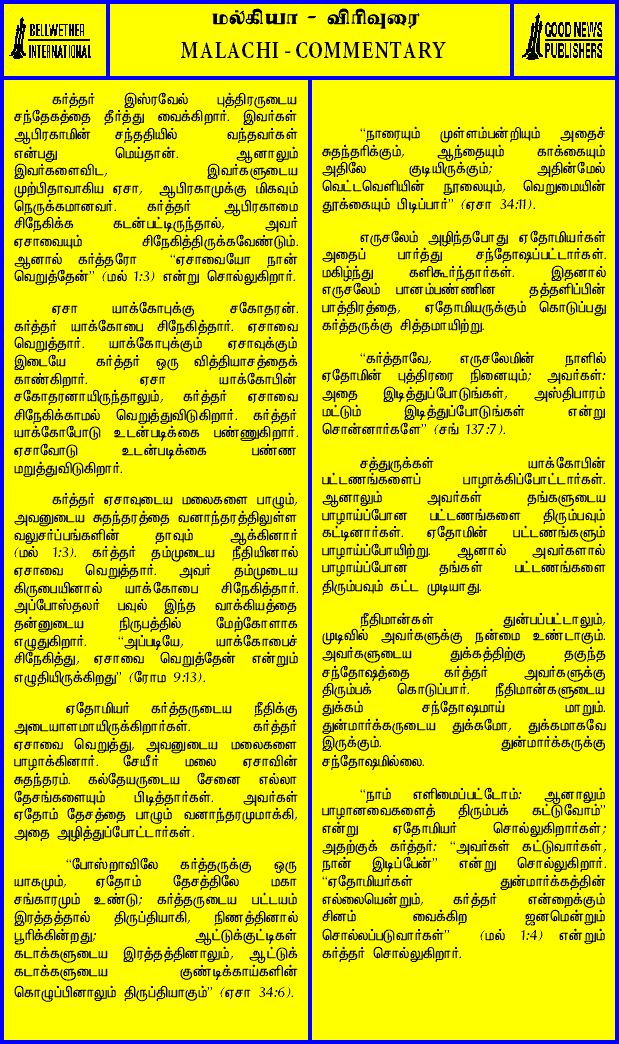 BELLWETHER
INTERNATIONAL
மல்கியா - விரிவுரை
MALACHI - COMMENTARY
GOOD NEWS
PUBLISHERS
கர்த்தர் இஸ்ரவேல் புத்திரருடைய
சந்தேகத்தை தீர்த்து வைக்கிறார். இவர்கள்
ஆபிரகாமின் சந்ததியில் வந்தவர்கள்
என்பது மெய்தான். ஆனாலும்
இவர்களைவிட, இவர்களுடைய
முற்பிதாவாகிய ஏசா, ஆபிரகாமுக்கு மிகவும்
நெருக்கமானவர். கர்த்தர் ஆபிரகாமை
சிநேகிக்க கடன்பட்டிருந்தால், அவர்
ஏசாவையும் சிநேகித்திருக்கவேண்டும்.
ஆனால் கர்த்தரோ “ஏசாவையோ நான்
வெறுத்தேன்” (மல் 1:3) என்று சொல்லுகிறார்.
ஏசா யாக்கோபுக்கு சகோதரன்.
கர்த்தர் யாக்கோபை சிநேகித்தார். ஏசாவை
வெறுத்தார். யாக்கோபுக்கும் ஏசாவுக்கும்
இடையே கர்த்தர் ஒரு வித்தியாசத்தைக்
காண்கிறார். ஏசா யாக்கோபின்
சகோதரனாயிருந்தாலும், கர்த்தர் ஏசாவை
சிநேகிக்காமல் வெறுத்துவிடுகிறார். கர்த்தர்
யாக்கோபோடு உடன்படிக்கை பண்ணுகிறார்.
ஏசாவோடு உடன்படிக்கை பண்ண
மறுத்துவிடுகிறார்.
கர்த்தர் ஏசாவுடைய மலைகளை பாழும்,
அவனுடைய சுதந்தரத்தை வனாந்தரத்திலுள்ள
வலுசர்ப்பங்களின் தாவும் ஆக்கினார்
(மல் 1:3). கர்த்தர் தம்முடைய நீதியினால்
ஏசாவை வெறுத்தார். அவர் தம்முடைய
கிருபையினால் யாக்கோபை சிநேகித்தார்.
அப்போஸ்தலர் பவுல் இந்த வாக்கியத்தை
தன்னுடைய நிருபத்தில் மேற்கோளாக
எழுதுகிறார். “அப்படியே, யாக்கோபைச்
சிநேகித்து, ஏசாவை வெறுத்தேன் என்றும்
எழுதியிருக்கிறது” (ரோம 9:13).
ஏதோமியர் கர்த்தருடைய நீதிக்கு
அடையாளமாயிருக்கிறார்கள். கர்த்தர்
ஏசாவை வெறுத்து, அவனுடைய மலைகளை
பாழாக்கினார். சேயீர் மலை ஏசாவின்
சுதந்தரம். கல்தேயருடைய சேனை எல்லா
தேசங்களையும் பிடித்தார்கள். அவர்கள்
ஏதோம் தேசத்தை பாழும் வனாந்தரமுமாக்கி,
அதை அழித்துப்போட்டார்கள்.
“போஸ்றாவிலே கர்த்தருக்கு ஒரு
யாகமும், ஏதோம் தேசத்திலே மகா
சங்காரமும் உண்டு; கர்த்தருடைய பட்டயம்
இரத்தத்தால் திருப்தியாகி, நிணத்தினால்
பூரிக்கின்றது; ஆட்டுக்குட்டிகள்
கடாக்களுடைய இரத்தத்தினாலும், ஆட்டுக்
கடாக்களுடைய குண்டிக்காய்களின்
கொழுப்பினாலும் திருப்தியாகும்” (ஏசா 34:6).
“நாரையும் முள்ளம்பன்றியும் அதைச்
சுதந்தரிக்கும், ஆந்தையும் காக்கையும்
அதிலே குடியிருக்கும்; அதின்மேல்
வெட்டவெளியின் நூலையும், வெறுமையின்
தூக்கையும் பிடிப்பார்” (ஏசா 34:11).
எருசலேம் அழிந்தபோது ஏதோமியர்கள்
அதைப் பார்த்து சந்தோஷப்பட்டார்கள்.
மகிழ்ந்து களிகூர்ந்தார்கள். இதனால்
எருசலேம் பானம்பண்ணின தத்தளிப்பின்
பாத்திரத்தை, ஏதோமியருக்கும் கொடுப்பது
கர்த்தருக்கு சித்தமாயிற்று.
“கர்த்தாவே, எருசலேமின் நாளில்
ஏதோமின் புத்திரரை நினையும்; அவர்கள்:
அதை இடித்துப்போடுங்கள், அஸ்திபாரம்
மட்டும் இடித்துப்போடுங்கள் என்று
சொன்னார்களே” (சங் 137:7).
சத்துருக்கள் யாக்கோபின்
பட்டணங்களைப் பாழாக்கிப்போட்டார்கள்.
ஆனாலும் அவர்கள் தங்களுடைய
பாழாய்ப்போன பட்டணங்களை திரும்பவும்
கட்டினார்கள். ஏதோமின் பட்டணங்களும்
பாழாய்ப்போயிற்று. ஆனால் அவர்களால்
பாழாய்ப்போன தங்கள் பட்டணங்களை
திரும்பவும் கட்ட முடியாது.
நீதிமான்கள் துன்பப்பட்டாலும்,
முடிவில் அவர்களுக்கு நன்மை உண்டாகும்.
அவர்களுடைய துக்கத்திற்கு தகுந்த
சந்தோஷத்தை கர்த்தர் அவர்களுக்கு
திரும்பக் கொடுப்பார். நீதிமான்களுடைய
துக்கம் சந்தோஷமாய் மாறும்.
துன்மார்க்கருடைய துக்கமோ, துக்கமாகவே
இருக்கும். துன்மார்க்கருக்கு
சந்தோஷமில்லை.
“நாம் எளிமைப்பட்டோம்: ஆனாலும்
பாழானவைகளைத் திரும்பக் கட்டுவோம்”
என்று ஏதோமியர் சொல்லுகிறார்கள்;
அதற்குக் கர்த்தர்: “அவர்கள் கட்டுவார்கள்,
நான் இடிப்பேன்” என்று சொல்லுகிறார்.
“ஏதோமியர்கள் துன்மார்க்கத்தின்
எல்லையென்றும், கர்த்தர் என்றைக்கும்
சினம் வைக்கிற ஜனமென்றும்
சொல்லப்படுவார்கள்” (மல் 1:4) என்றும்
கர்த்தர் சொல்லுகிறார்.